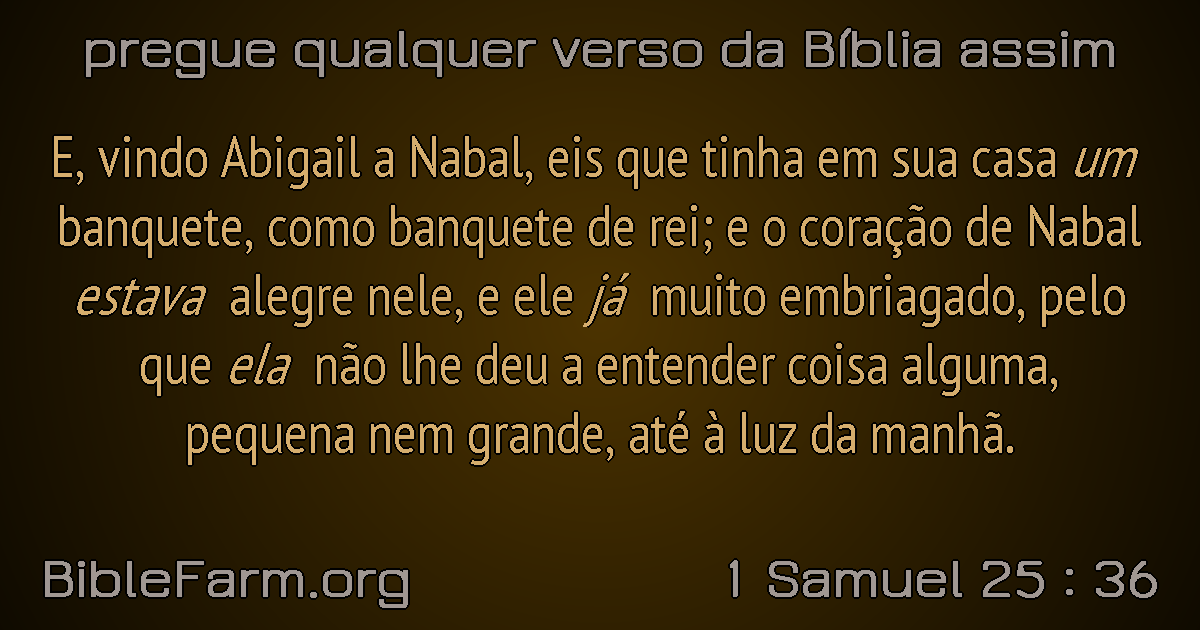 pregue qualquer verso da Bíblia assim
E, vindo Abigail a Nabal, eis que tinha em sua casa um
banquete, como banquete de rei; e o coração de Nabal
estava alegre nele, e ele já muito embriagado, pelo
que ela não lhe deu a entender coisa alguma,
pequena nem grande, até à luz da manhã.
BibleFarm.org
1 Samuel 25 : 36